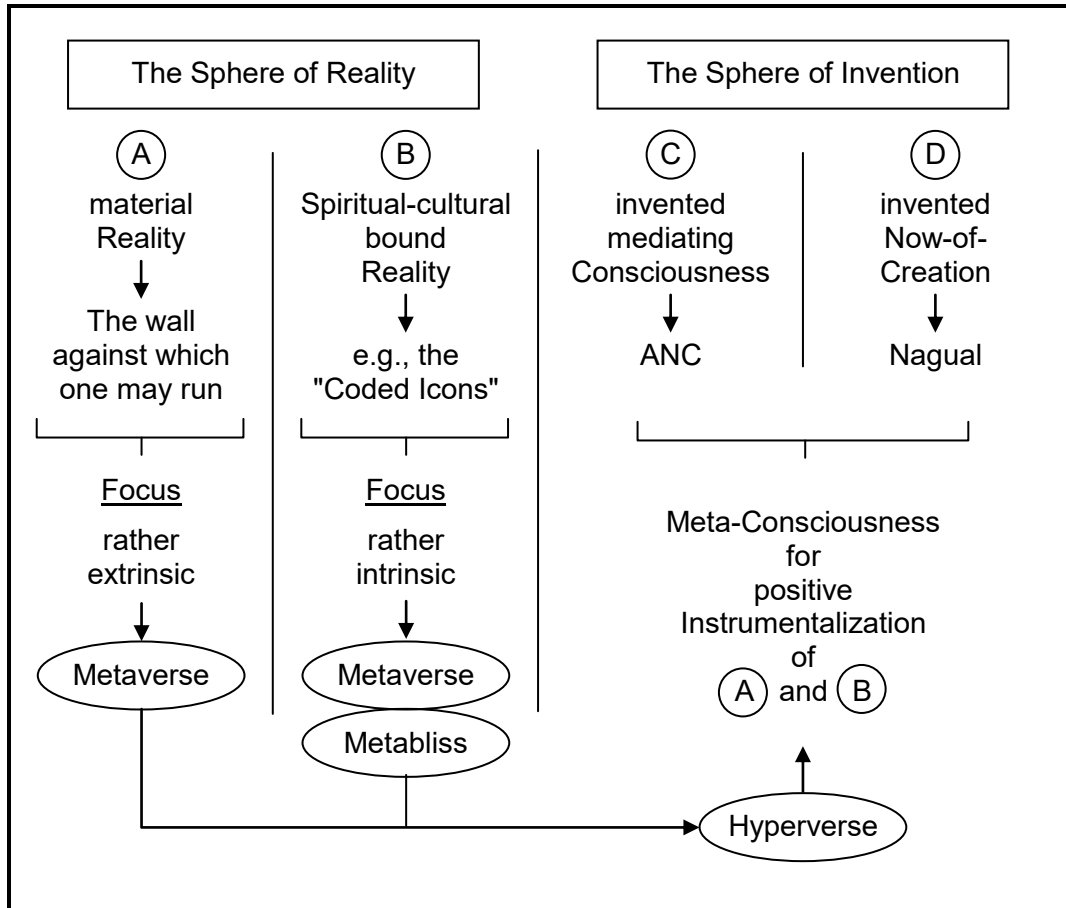 The Sphere of Reality
The Sphere of Invention
A
material
Reality
The wall
against which
one may run
Focus
rather
extrinsic
Metaverse
B
Spiritual-cultural
bound
Reality
e.g., the
"Coded Icons"
Focus
rather
intrinsic
Metaverse
Metabliss
C
invented
mediating
Consciousness
ANC
D
invented
Now-of-
Creation
Nagual
Meta-Consciousness
for
positive
Instrumentalization
of
A and B
Hyperverse